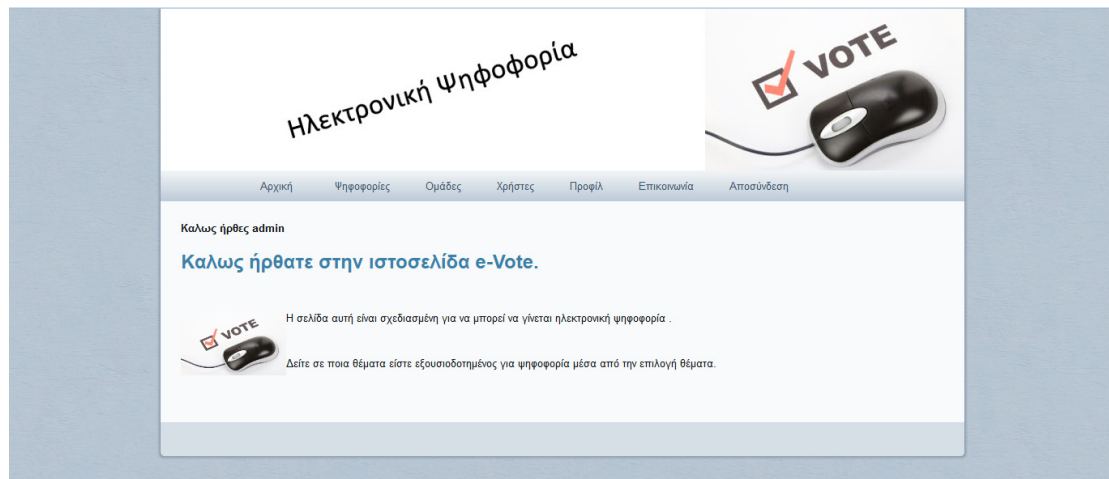 Ηλεκτρονική Ψηφοφορία
VOTE
Αρχική Ψηφοφορίες Ομάδες Χρήστες Προφίλ Επικοινωνία Αποσύνδεση
Καλως ήρθες admin
Καλως ήρθατε στην ιστοσελίδα e-Vote.
VOTE
Η σελίδα αυτή είναι σχεδιασμένη για να μπορεί να γίνεται ηλεκτρονική ψηφοφορία .
Δείτε σε ποια θέματα είστε εξουσιοδοτημένος για ψηφοφορία μέσα από την επιλογή θέματα.